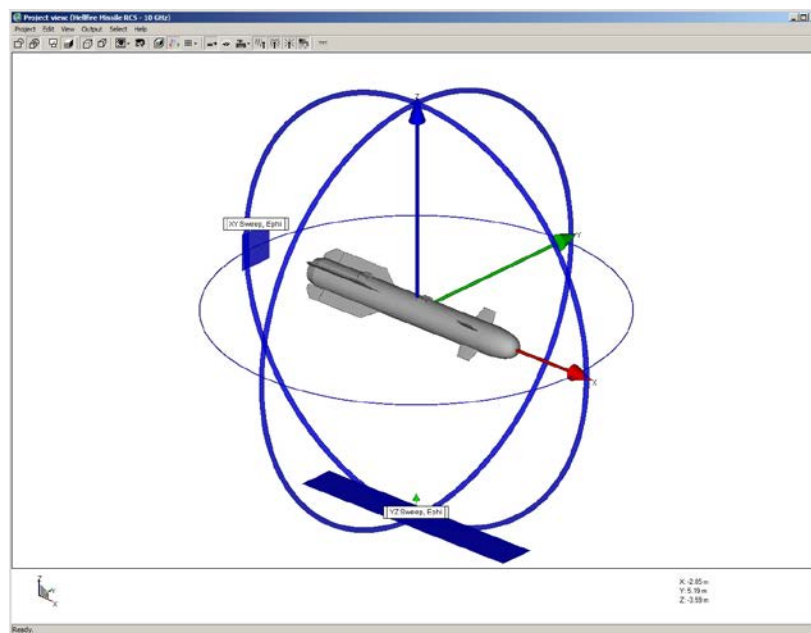 Project view (Hellfire Missile RCS - 10 GHz)
Project Edit View Output Select Help
Z
XY Sweep, Ephi
Y
X
YZ Sweep, Ephi
Z
Y
X
X: -2.85 m
Y: 5.19 m
Z: -3.59 m
Ready.